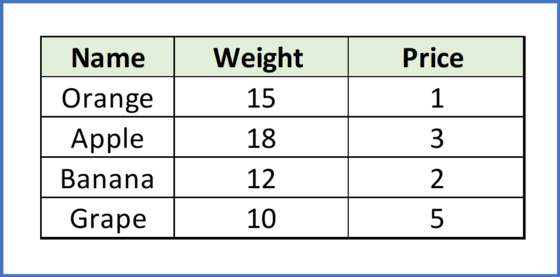 Name Weight Price
Orange 15 1
Apple 18 3
Banana 12 2
Grape 10 5